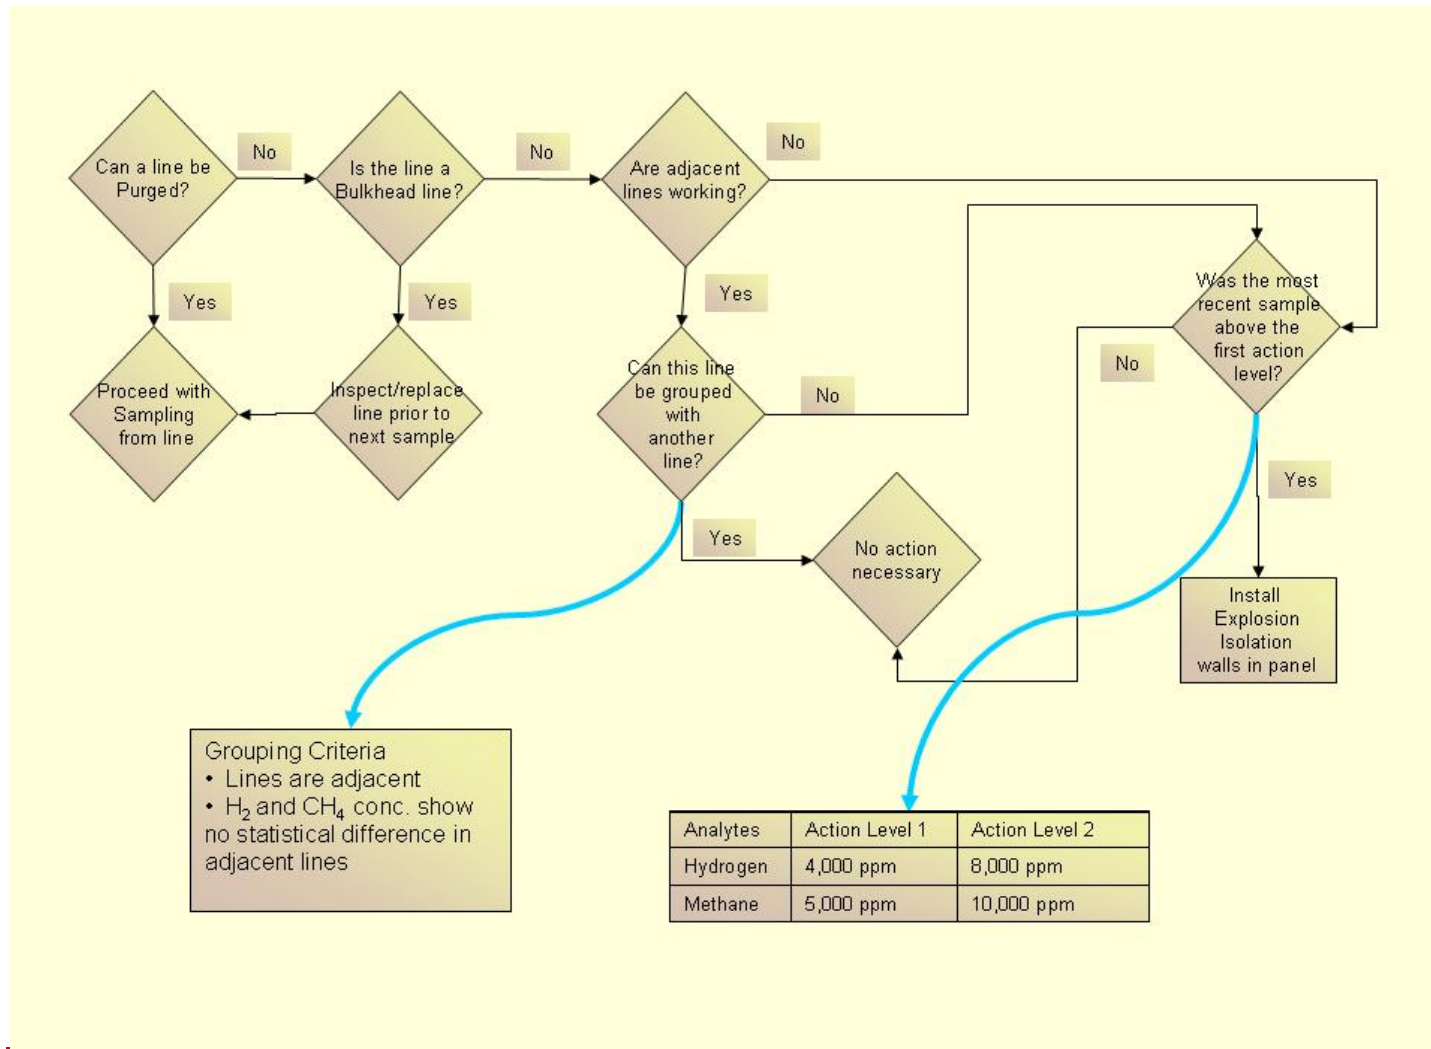 Can a line be
Purged?
No
Is the line a
Bulkhead line?
No
Are adjacent
lines working?
No
Yes
Yes
Yes
Was the most
recent sample
above the
first action
level?
Proceed with
Sampling
from line
Inspect/replace
line prior to
next sample
Can this line
be grouped
with
another
line?
No
No
Yes
Yes
No action
necessary
Install
Explosion
Isolation
walls in panel
Grouping Criteria
• Lines are adjacent
• H₂ and CH₄ conc. show
no statistical difference in
adjacent lines
Analytes Action Level 1 Action Level 2
Hydrogen 4,000 ppm 8,000 ppm
Methane 5,000 ppm 10,000 ppm